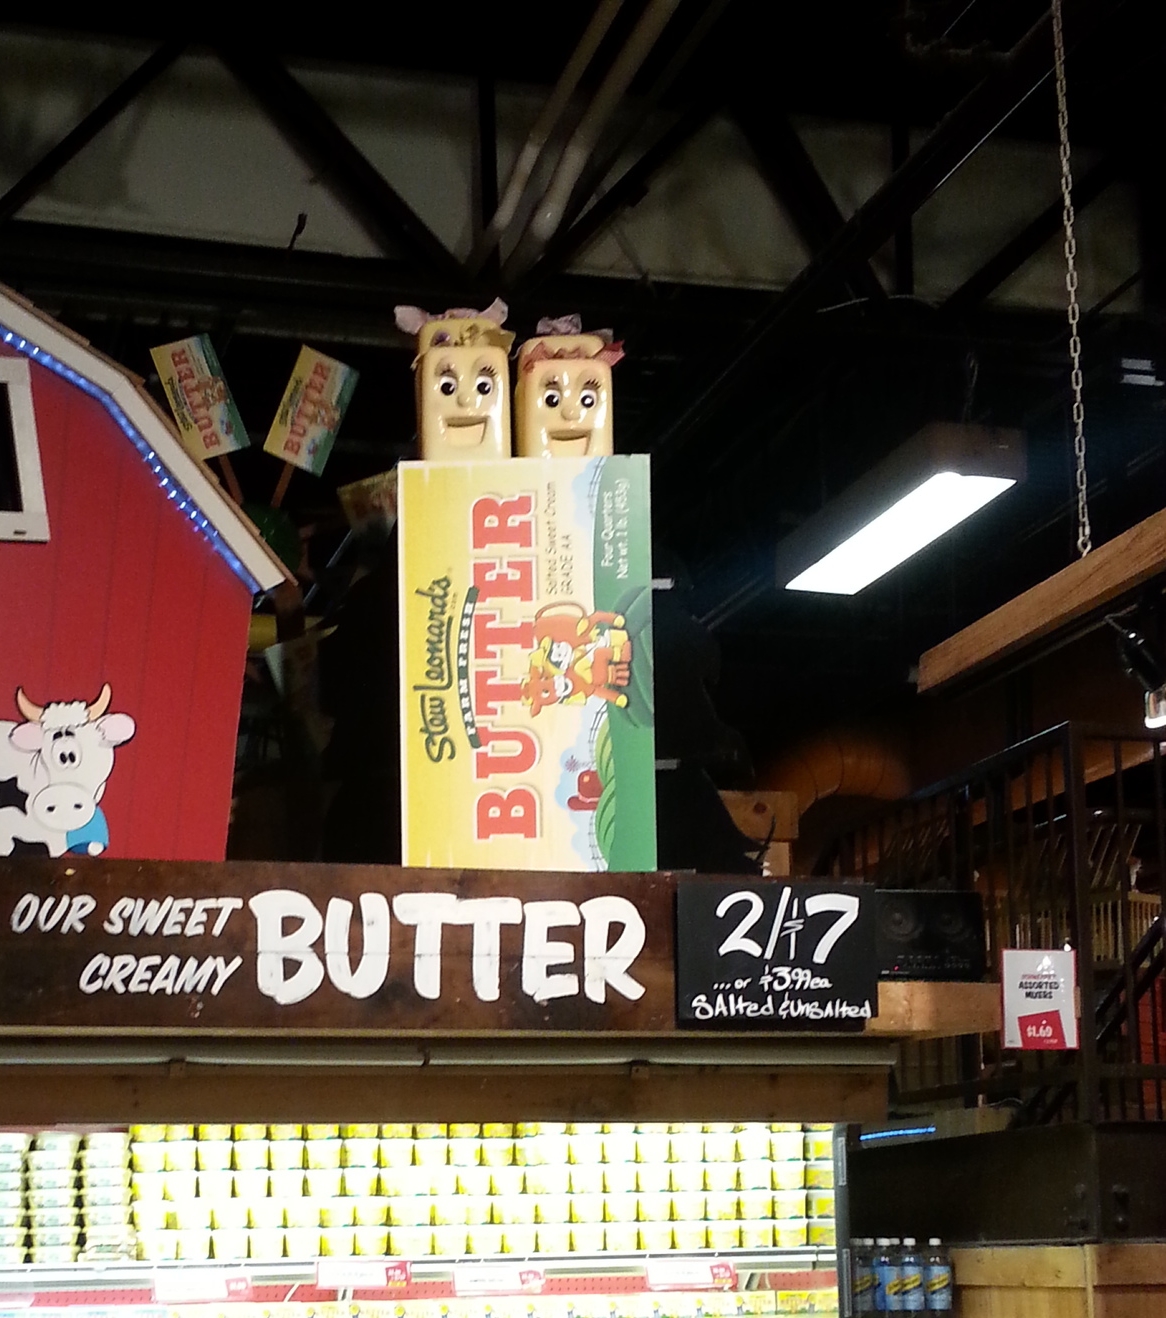 BUTTER
BUTTER
Stew Leonard's
FARM FRESH
BUTTER
Salted Sweet Cream
GRADE AA
Four Quarters
Net wt. 1 lb. (453g)
OUR SWEET
CREAMY
BUTTER
2/$7
...or $3.99ea
SAlted & UnSAlted
ASSORTED
MIXERS
$1.69